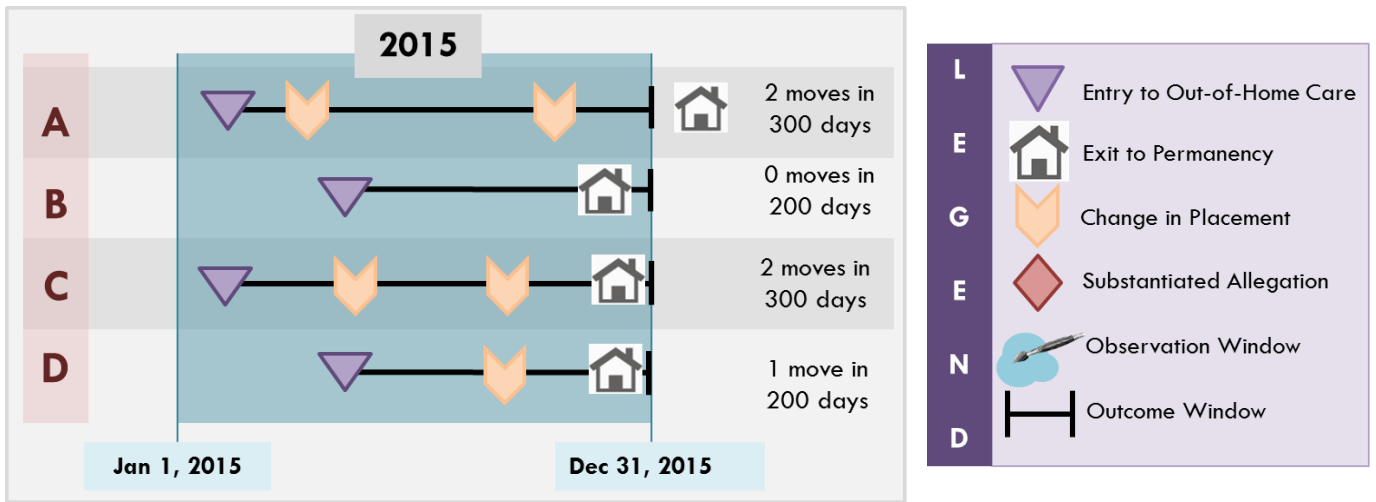 2015
A
2 moves in
300 days
B
0 moves in
200 days
C
2 moves in
300 days
D
1 move in
200 days
Jan 1, 2015
Dec 31, 2015
L
E
G
E
N
D
Entry to Out-of-Home Care
Exit to Permanency
Change in Placement
Substantiated Allegation
Observation Window
Outcome Window